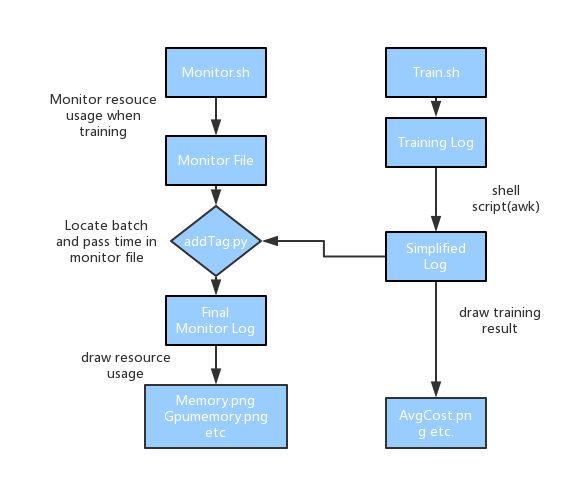 Monitor.sh
Train.sh
Monitor resouce
usage when
training
Training Log
Monitor File
shell
script(awk)
Locate batch
and pass time in
monitor file
addTag.py
Simplified
Log
Final
Monitor Log
draw training
result
draw resource
usage
Memory.png
Gpumemory.png
etc
AvgCost.pn
g etc.